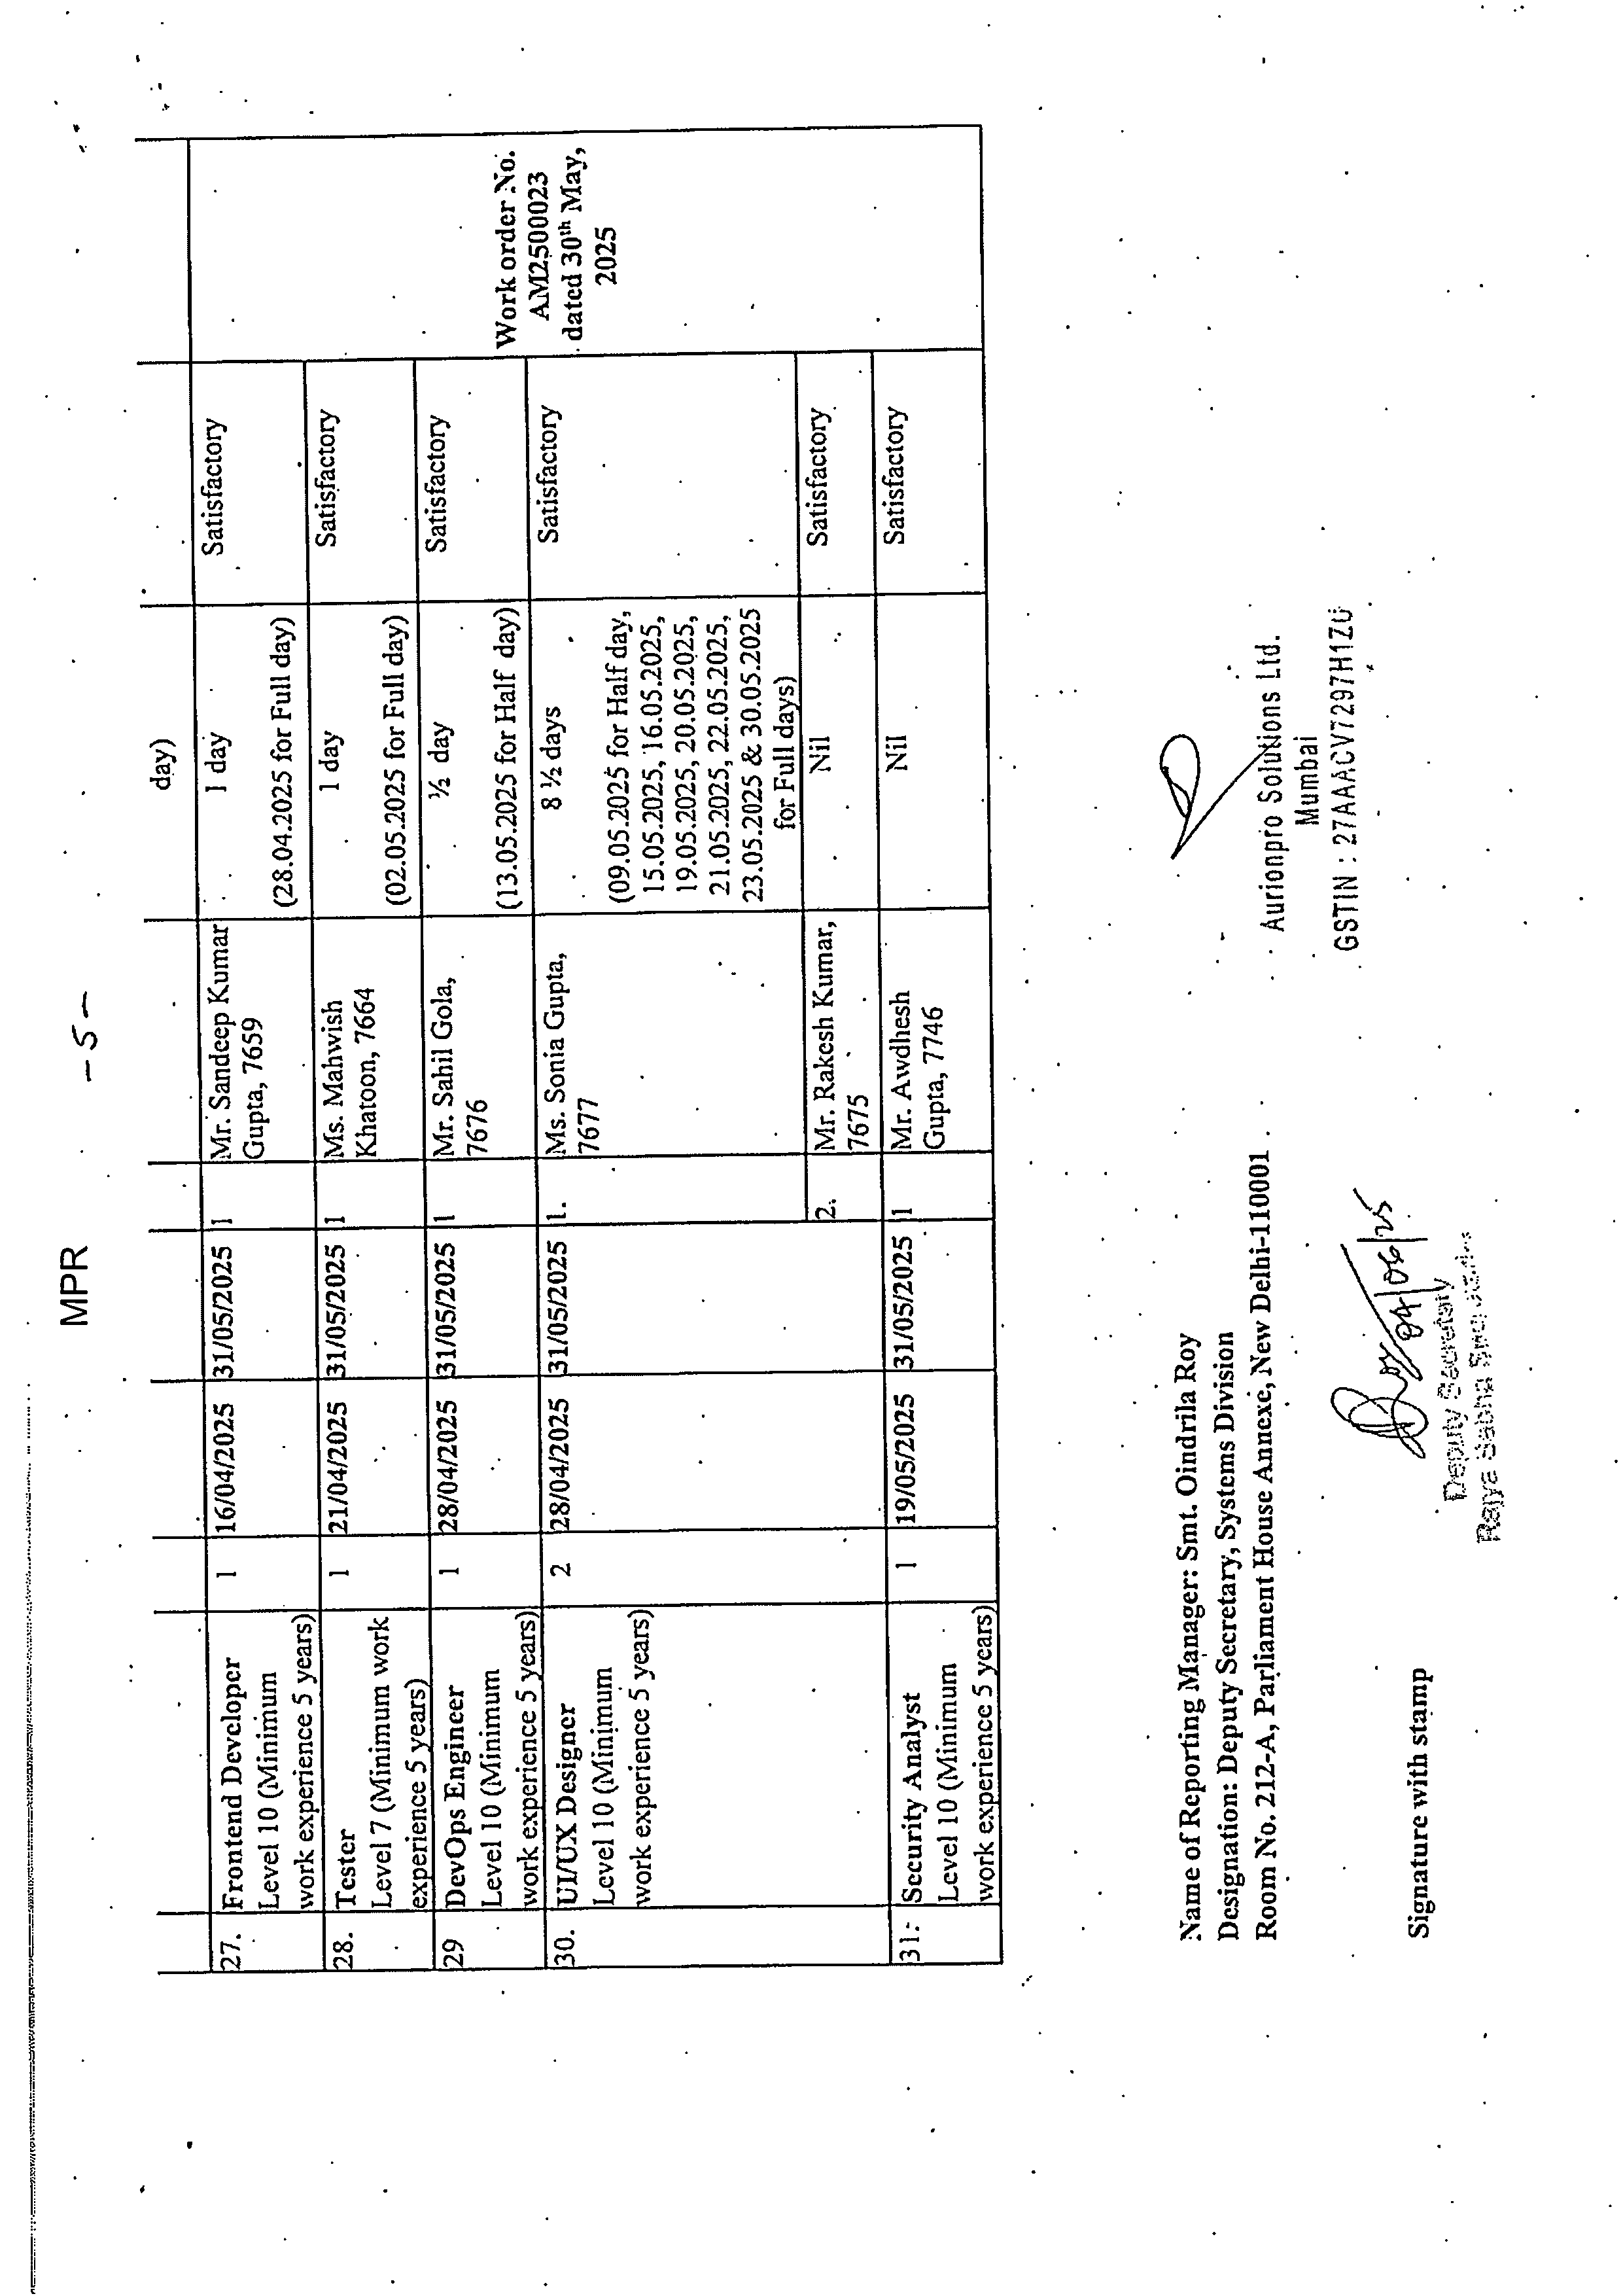 MPR
-5-
day)
27. Frontend Developer 1 16/04/2025 31/05/2025 1 Mr. Sandeep Kumar 1 day Satisfactory
Level 10 (Minimum Gupta, 7659
work experience 5 years) (28.04.2025 for Full day)
28. Tester 1 21/04/2025 31/05/2025 1 Ms. Mahwish 1 day Satisfactory
Level 7 (Minimum work Khatoon, 7664
experience 5 years) (02.05.2025 for Full day)
29 DevOps Engineer 1 28/04/2025 31/05/2025 1 Mr. Sahil Gola, ½ day Satisfactory
Level 10 (Minimum 7676
work experience 5 years) (13.05.2025 for Half day)
30. UI/UX Designer 2 28/04/2025 31/05/2025 1. Ms. Sonia Gupta, 8 ½ days Satisfactory
Level 10 (Minimum 7677
work experience 5 years) (09.05.2025 for Half day,
15.05.2025, 16.05.2025,
19.05.2025, 20.05.2025,
21.05.2025, 22.05.2025,
23.05.2025 & 30.05.2025
for Full days)
2. Mr. Rakesh Kumar, Nil Satisfactory
7675
31. Security Analyst 1 19/05/2025 31/05/2025 1 Mr. Awdhesh Nil Satisfactory
Level 10 (Minimum Gupta, 7746
work experience 5 years)
Work order No.
AM2500023
dated 30th May,
2025
Name of Reporting Manager: Smt. Oindrila Roy
Designation: Deputy Secretary, Systems Division
Room No. 212-A, Parliament House Annexe, New Delhi-110001
Aurionpro Solutions Ltd.
Mumbai
GSTIN : 27AAACV7297H1ZU
Signature with stamp
04/06/25
Deputy Secretary
Rajya Sabha